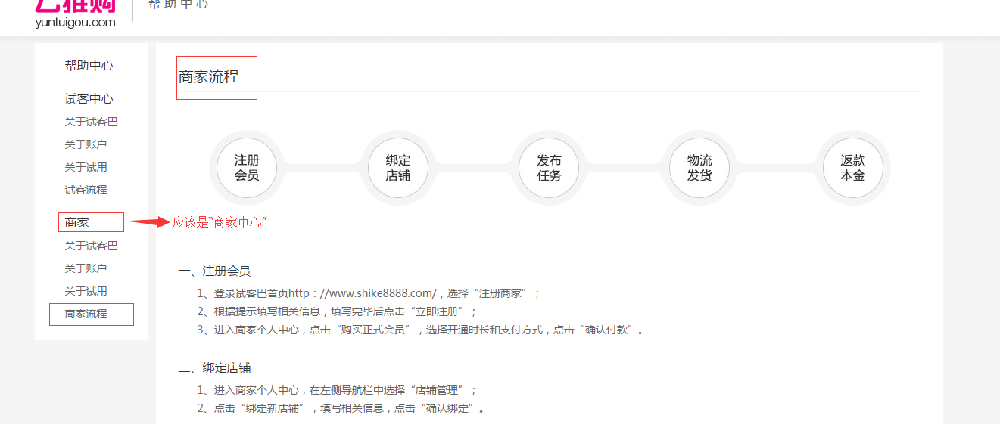 云推购
yuntuigou.com
帮助中心
帮助中心
试客中心
关于试客巴
关于账户
关于试用
试客流程
商家
关于试客巴
关于账户
关于试用
商家流程
商家流程
注册
会员
绑定
店铺
发布
任务
物流
发货
返款
本金
应该是“商家中心”
一、注册会员
1、登录试客巴首页http：//www.shike8888.com/，选择“注册商家”；
2、根据提示填写相关信息，填写完毕后点击“立即注册”；
3、进入商家个人中心，点击“购买正式会员”，选择开通时长和支付方式，点击“确认付款”。
二、绑定店铺
1、进入商家个人中心，在左侧导航栏中选择“店铺管理”；
2、点击“绑定新店铺”，填写相关信息，点击“确认绑定”。